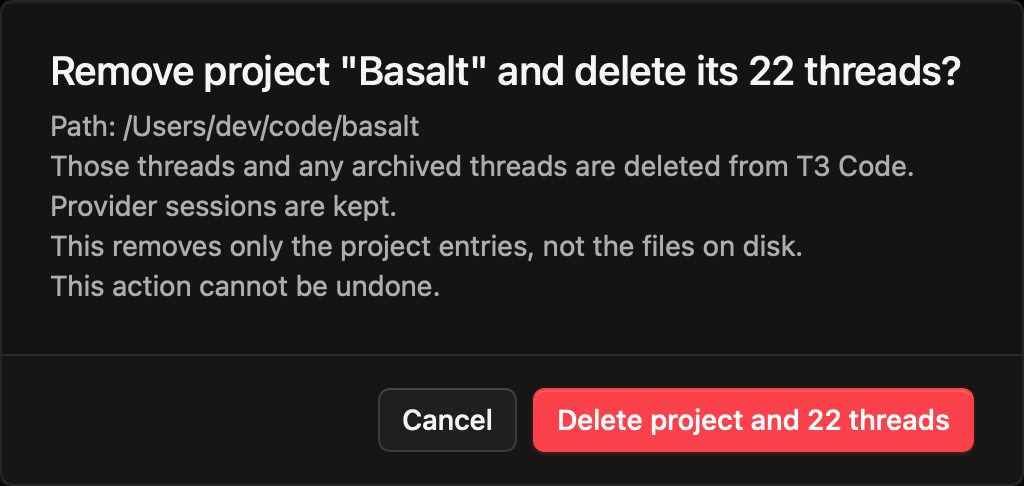 Remove project "Basalt" and delete its 22 threads?
Path: /Users/dev/code/basalt
Those threads and any archived threads are deleted from T3 Code.
Provider sessions are kept.
This removes only the project entries, not the files on disk.
This action cannot be undone.
Cancel
Delete project and 22 threads